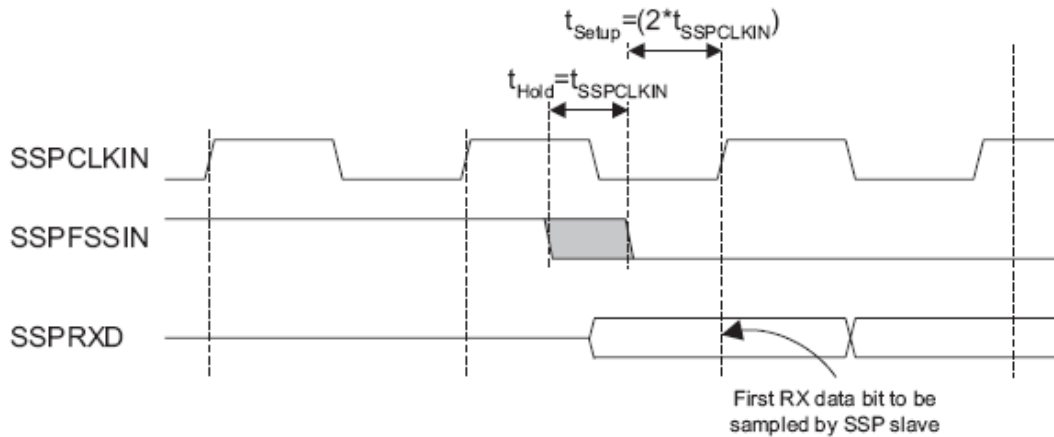 tSetup=(2*tSSPCLKIN)
tHold=tSSPCLKIN
SSPCLKIN
SSPFSSIN
SSPRXD
First RX data bit to be
sampled by SSP slave